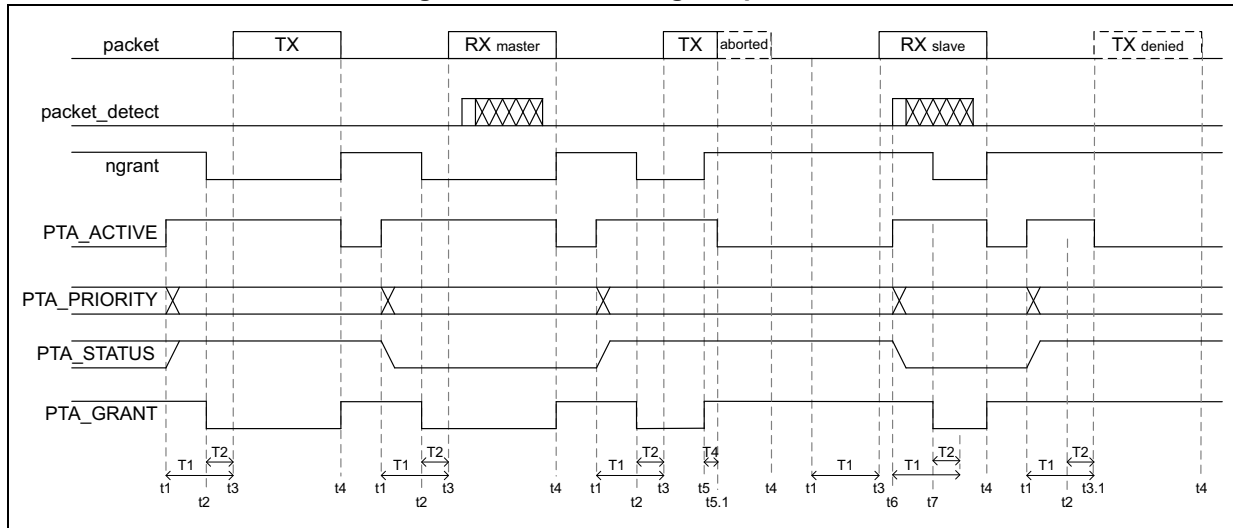 packet TX RX master TX aborted RX slave TX denied
packet_detect
ngrant
PTA_ACTIVE
PTA_PRIORITY
PTA_STATUS
PTA_GRANT
T2 T2 T2 T4 T2 T2
T1 T1 T1 T1 T1 T1
t1 t3 t4 t1 t3 t4 t1 t3 t5 t4 t1 t3 t4 t1 t3.1 t4
t2 t2 t2 t5.1 t6 t7 t2